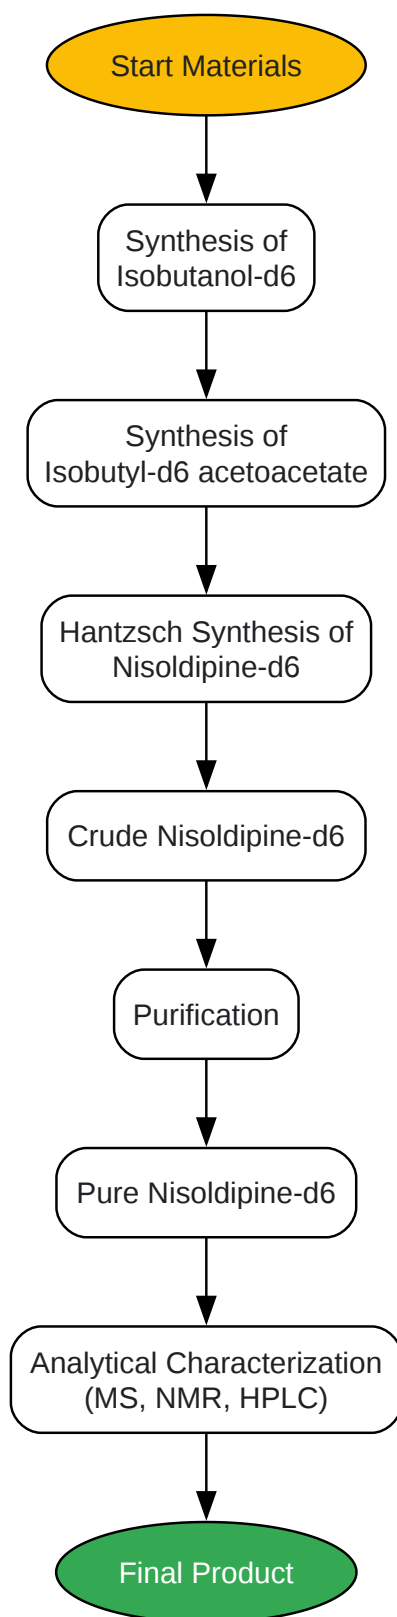 Start Materials
Synthesis of
Isobutanol-d6
Synthesis of
Isobutyl-d6 acetoacetate
Hantzsch Synthesis of
Nisoldipine-d6
Crude Nisoldipine-d6
Purification
Pure Nisoldipine-d6
Analytical Characterization
(MS, NMR, HPLC)
Final Product